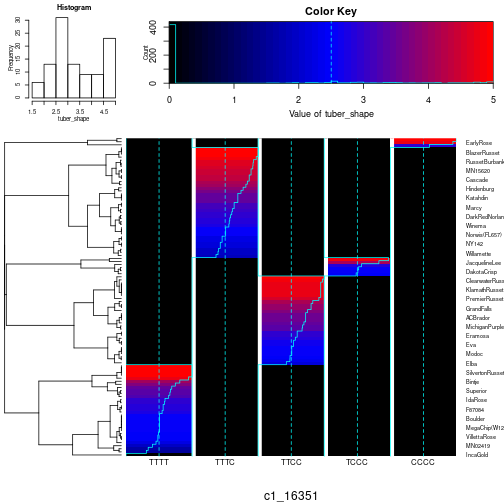 Histogram
Frequency
0 5 10 15 20 25 30
1.5 2.5 3.5 4.5
tuber_shape
Color Key
Count
0 200 400
0 1 2 3 4 5
Value of tuber_shape
EarlyRose
BlazerRusset
RussetBurbank
MN15620
Cascade
Hindenburg
Katahdin
Marcy
DarkRedNorlan
Winema
Norwis(FL657)
NY142
Willamette
JacquelineLee
DakotaCrisp
ClearwaterRuss
KlamathRusset
PremierRusset
GrandFalls
ACBrador
MichiganPurple
Eramosa
Eva
Modoc
Elba
SilvertonRusset
Bintje
Superior
IdaRose
F87084
Boulder
MegaChip(W12
VillettaRose
MN02419
IncaGold
TTTT TTTC TTCC TCCC CCCC
c1_16351